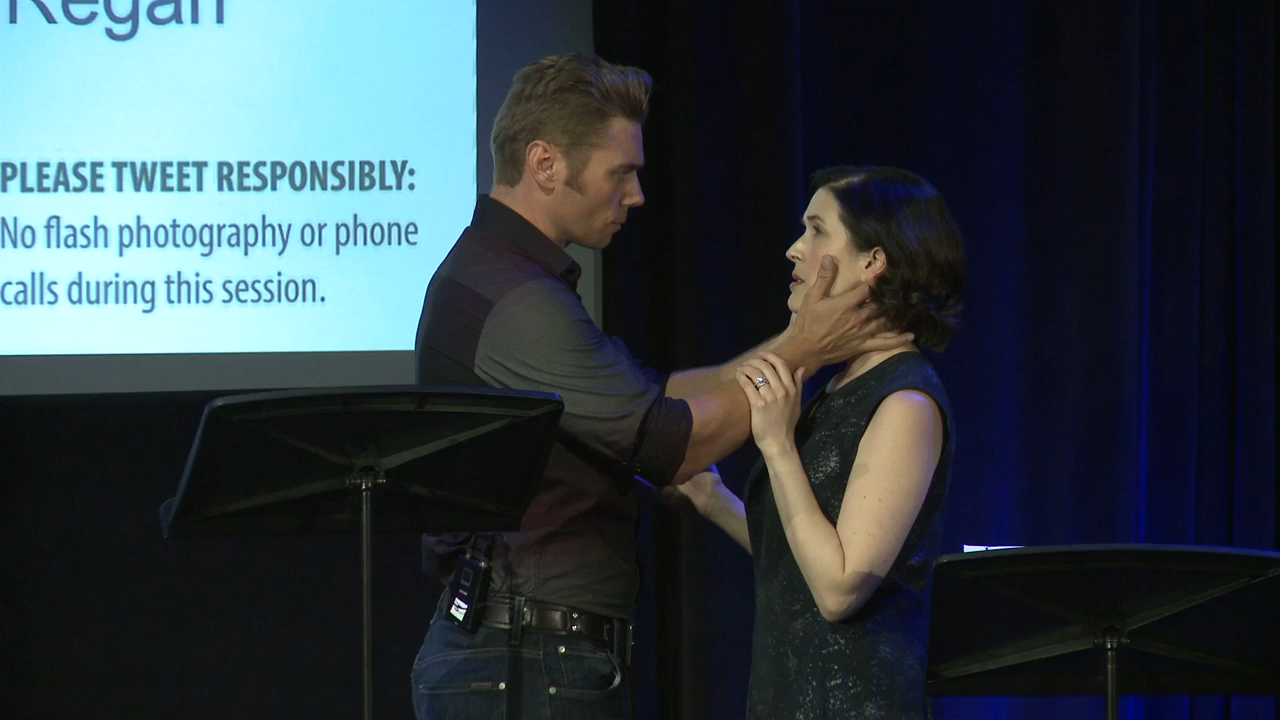 Regan
PLEASE TWEET RESPONSIBLY:
No flash photography or phone
calls during this session.